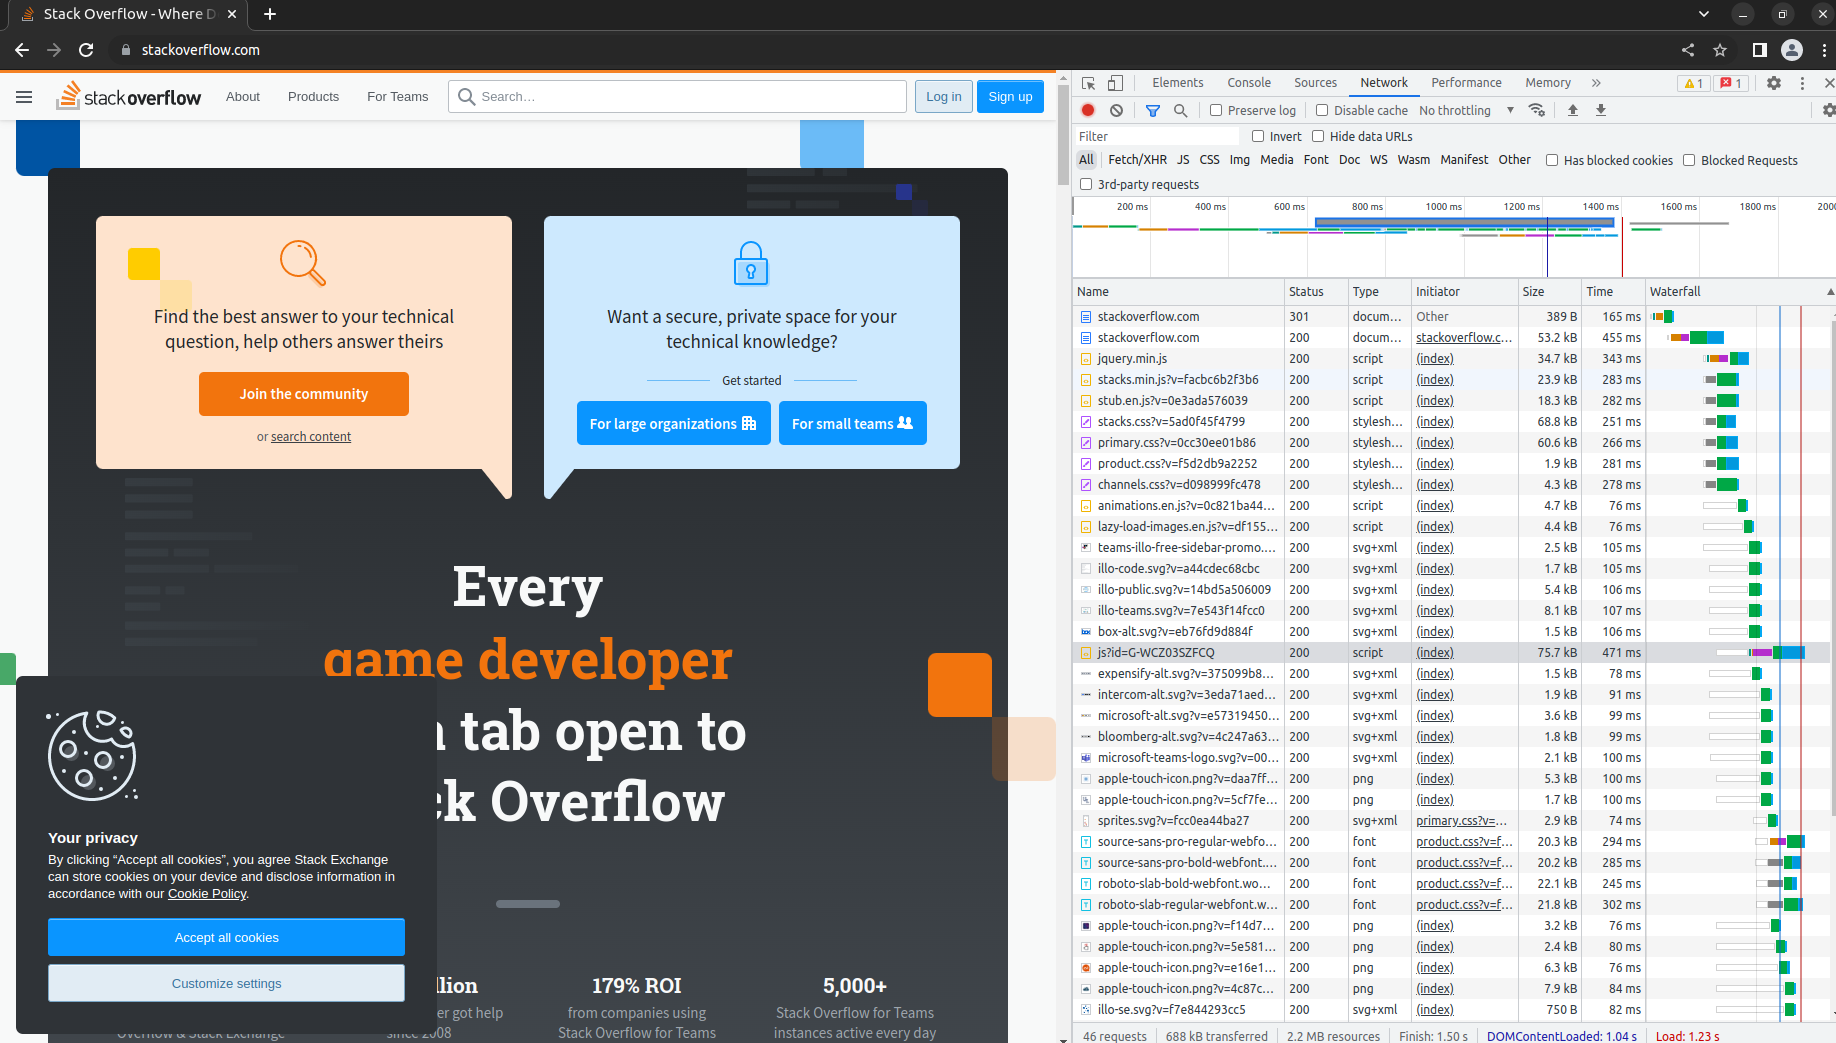 Stack Overflow - Where D
stackoverflow.com
stackoverflow
About
Products
For Teams
Search…
Log in
Sign up
Find the best answer to your technical
question, help others answer theirs
Join the community
or search content
Want a secure, private space for your
technical knowledge?
Get started
For large organizations
For small teams
Every
game developer
tab open to
ck Overflow
Your privacy
By clicking “Accept all cookies”, you agree Stack Exchange
can store cookies on your device and disclose information in
accordance with our Cookie Policy.
Accept all cookies
Customize settings
llion
er got help
since 2008
Overflow & Stack Exchange
179% ROI
from companies using
Stack Overflow for Teams
5,000+
Stack Overflow for Teams
instances active every day
Elements Console Sources Network Performance Memory » 1 1
Preserve log Disable cache No throttling
Filter Invert Hide data URLs
All Fetch/XHR JS CSS Img Media Font Doc WS Wasm Manifest Other Has blocked cookies Blocked Requests
3rd-party requests
200 ms 400 ms 600 ms 800 ms 1000 ms 1200 ms 1400 ms 1600 ms 1800 ms 200
Name Status Type Initiator Size Time Waterfall
stackoverflow.com 301 docum... Other 389 B 165 ms
stackoverflow.com 200 docum... stackoverflow.c... 53.2 kB 455 ms
jquery.min.js 200 script (index) 34.7 kB 343 ms
stacks.min.js?v=facbc6b2f3b6 200 script (index) 23.9 kB 283 ms
stub.en.js?v=0e3ada576039 200 script (index) 18.3 kB 282 ms
stacks.css?v=5ad0f45f4799 200 stylesh... (index) 68.8 kB 251 ms
primary.css?v=0cc30ee01b86 200 stylesh... (index) 60.6 kB 266 ms
product.css?v=f5d2db9a2252 200 stylesh... (index) 1.9 kB 281 ms
channels.css?v=d098999fc478 200 stylesh... (index) 4.3 kB 278 ms
animations.en.js?v=0c821ba44... 200 script (index) 4.7 kB 76 ms
lazy-load-images.en.js?v=df155... 200 script (index) 4.4 kB 76 ms
teams-illo-free-sidebar-promo.... 200 svg+xml (index) 2.5 kB 105 ms
illo-code.svg?v=a44cdec68cbc 200 svg+xml (index) 1.7 kB 105 ms
illo-public.svg?v=14bd5a506009 200 svg+xml (index) 5.4 kB 106 ms
illo-teams.svg?v=7e543f14fcc0 200 svg+xml (index) 8.1 kB 107 ms
box-alt.svg?v=eb76fd9d884f 200 svg+xml (index) 1.5 kB 106 ms
js?id=G-WCZ03SZFCQ 200 script (index) 75.7 kB 471 ms
expensify-alt.svg?v=375099b8... 200 svg+xml (index) 1.5 kB 78 ms
intercom-alt.svg?v=3eda71aed... 200 svg+xml (index) 1.9 kB 91 ms
microsoft-alt.svg?v=e57319450... 200 svg+xml (index) 3.6 kB 99 ms
bloomberg-alt.svg?v=4c247a63... 200 svg+xml (index) 1.8 kB 99 ms
microsoft-teams-logo.svg?v=00... 200 svg+xml (index) 2.1 kB 100 ms
apple-touch-icon.png?v=daa7ff... 200 png (index) 5.3 kB 100 ms
apple-touch-icon.png?v=5cf7fe... 200 png (index) 1.7 kB 100 ms
sprites.svg?v=fcc0ea44ba27 200 svg+xml primary.css?v=... 2.9 kB 74 ms
source-sans-pro-regular-webfo... 200 font product.css?v=f... 20.3 kB 294 ms
source-sans-pro-bold-webfont.... 200 font product.css?v=f... 20.2 kB 285 ms
roboto-slab-bold-webfont.wo... 200 font product.css?v=f... 22.1 kB 245 ms
roboto-slab-regular-webfont.w... 200 font product.css?v=f... 21.8 kB 302 ms
apple-touch-icon.png?v=f14d7... 200 png (index) 3.2 kB 76 ms
apple-touch-icon.png?v=5e581... 200 png (index) 2.4 kB 80 ms
apple-touch-icon.png?v=e16e1... 200 png (index) 6.3 kB 76 ms
apple-touch-icon.png?v=4c87c... 200 png (index) 7.9 kB 84 ms
illo-se.svg?v=f7e844293cc5 200 svg+xml (index) 750 B 82 ms
46 requests 688 kB transferred 2.2 MB resources Finish: 1.50 s DOMContentLoaded: 1.04 s Load: 1.23 s